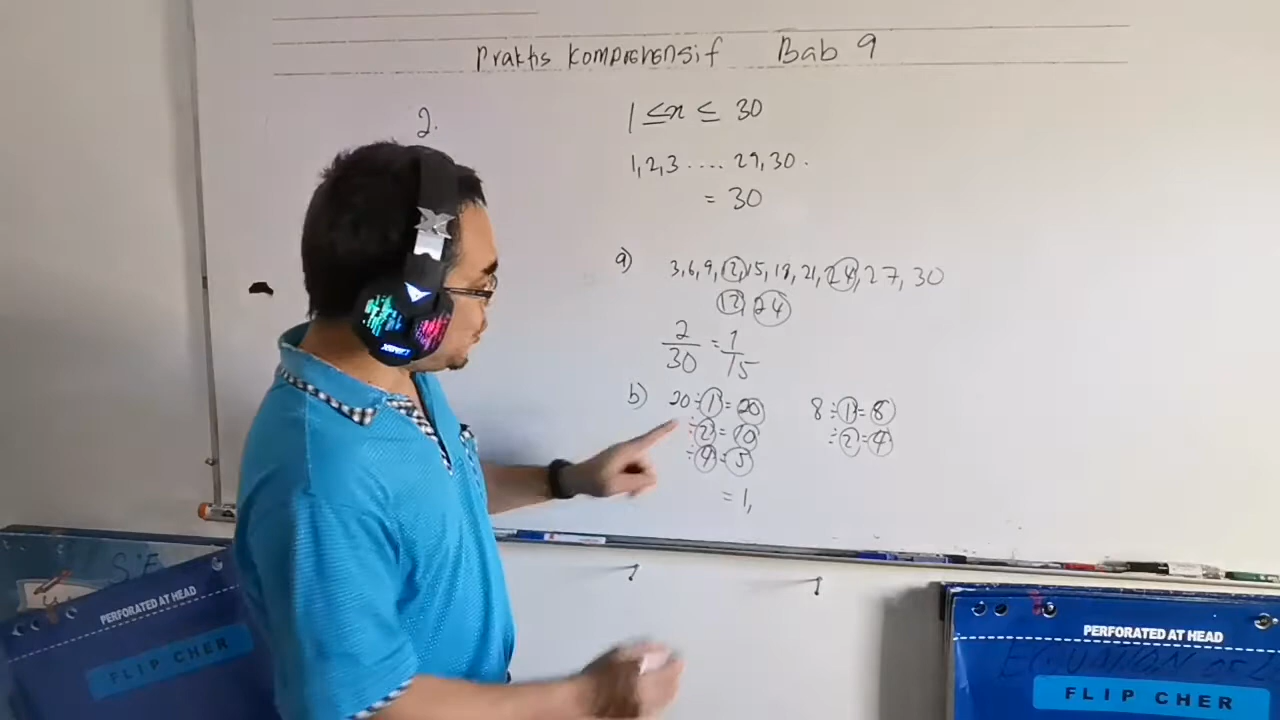 Praktis Komprehensif Bab 9
2.
1 ≤ x ≤ 30
1,2,3 .... 29,30.
= 30
a) 3,6,9,12,15,18,21,24,27,30
12, 24
2/30 = 1/15
b) 20 ÷ 1 = 20
÷ 2 = 10
÷ 4 = 5
= 1,
8 ÷ 1 = 8
÷ 2 = 4
PERFORATED AT HEAD
FLIP CHER
PERFORATED AT HEAD
FLIP CHER